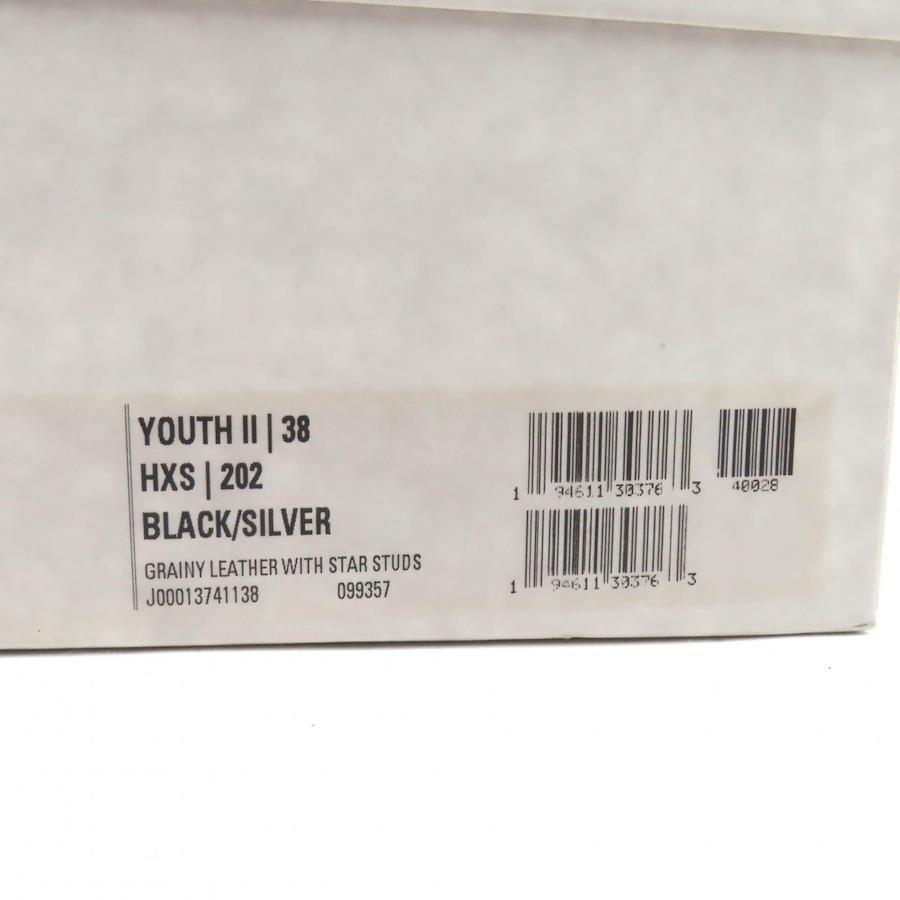 YOUTH II | 38
HXS | 202
BLACK/SILVER
GRAINY LEATHER WITH STAR STUDS
J00013741138 099357
1 94611 30376 3
40028
1 94611 30376 3